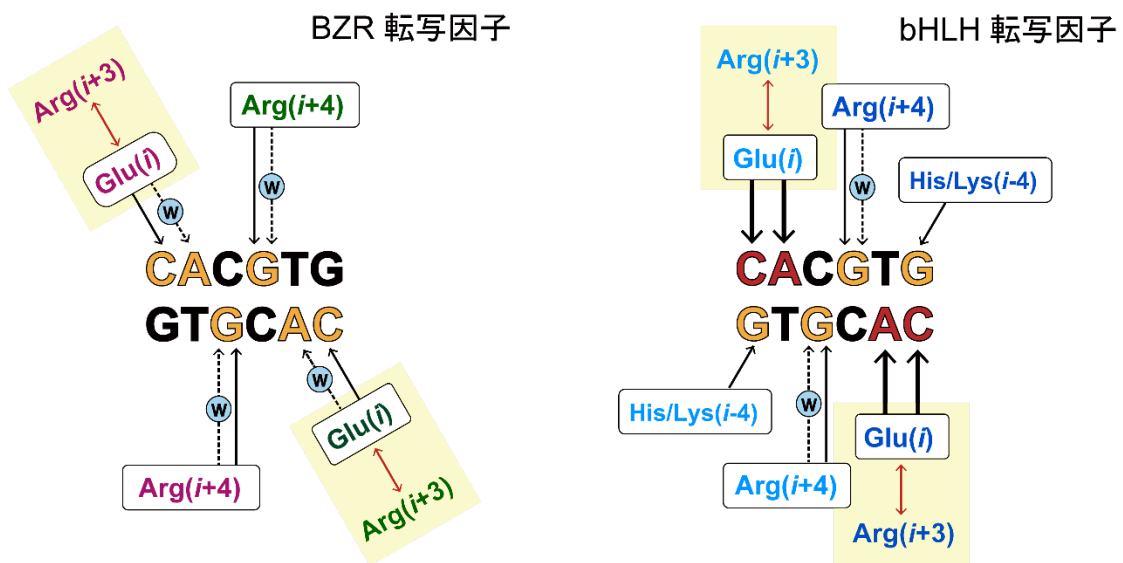 BZR 転写因子
Arg(i+3)
Arg(i+4)
Glu(i)
W
W
CACGTG
GTGCAC
W
W
Glu(i)
Arg(i+4)
Arg(i+3)
bHLH 転写因子
Arg(i+3)
Arg(i+4)
Glu(i)
His/Lys(i-4)
W
CACGTG
GTGCAC
His/Lys(i-4)
W
Glu(i)
Arg(i+4)
Arg(i+3)